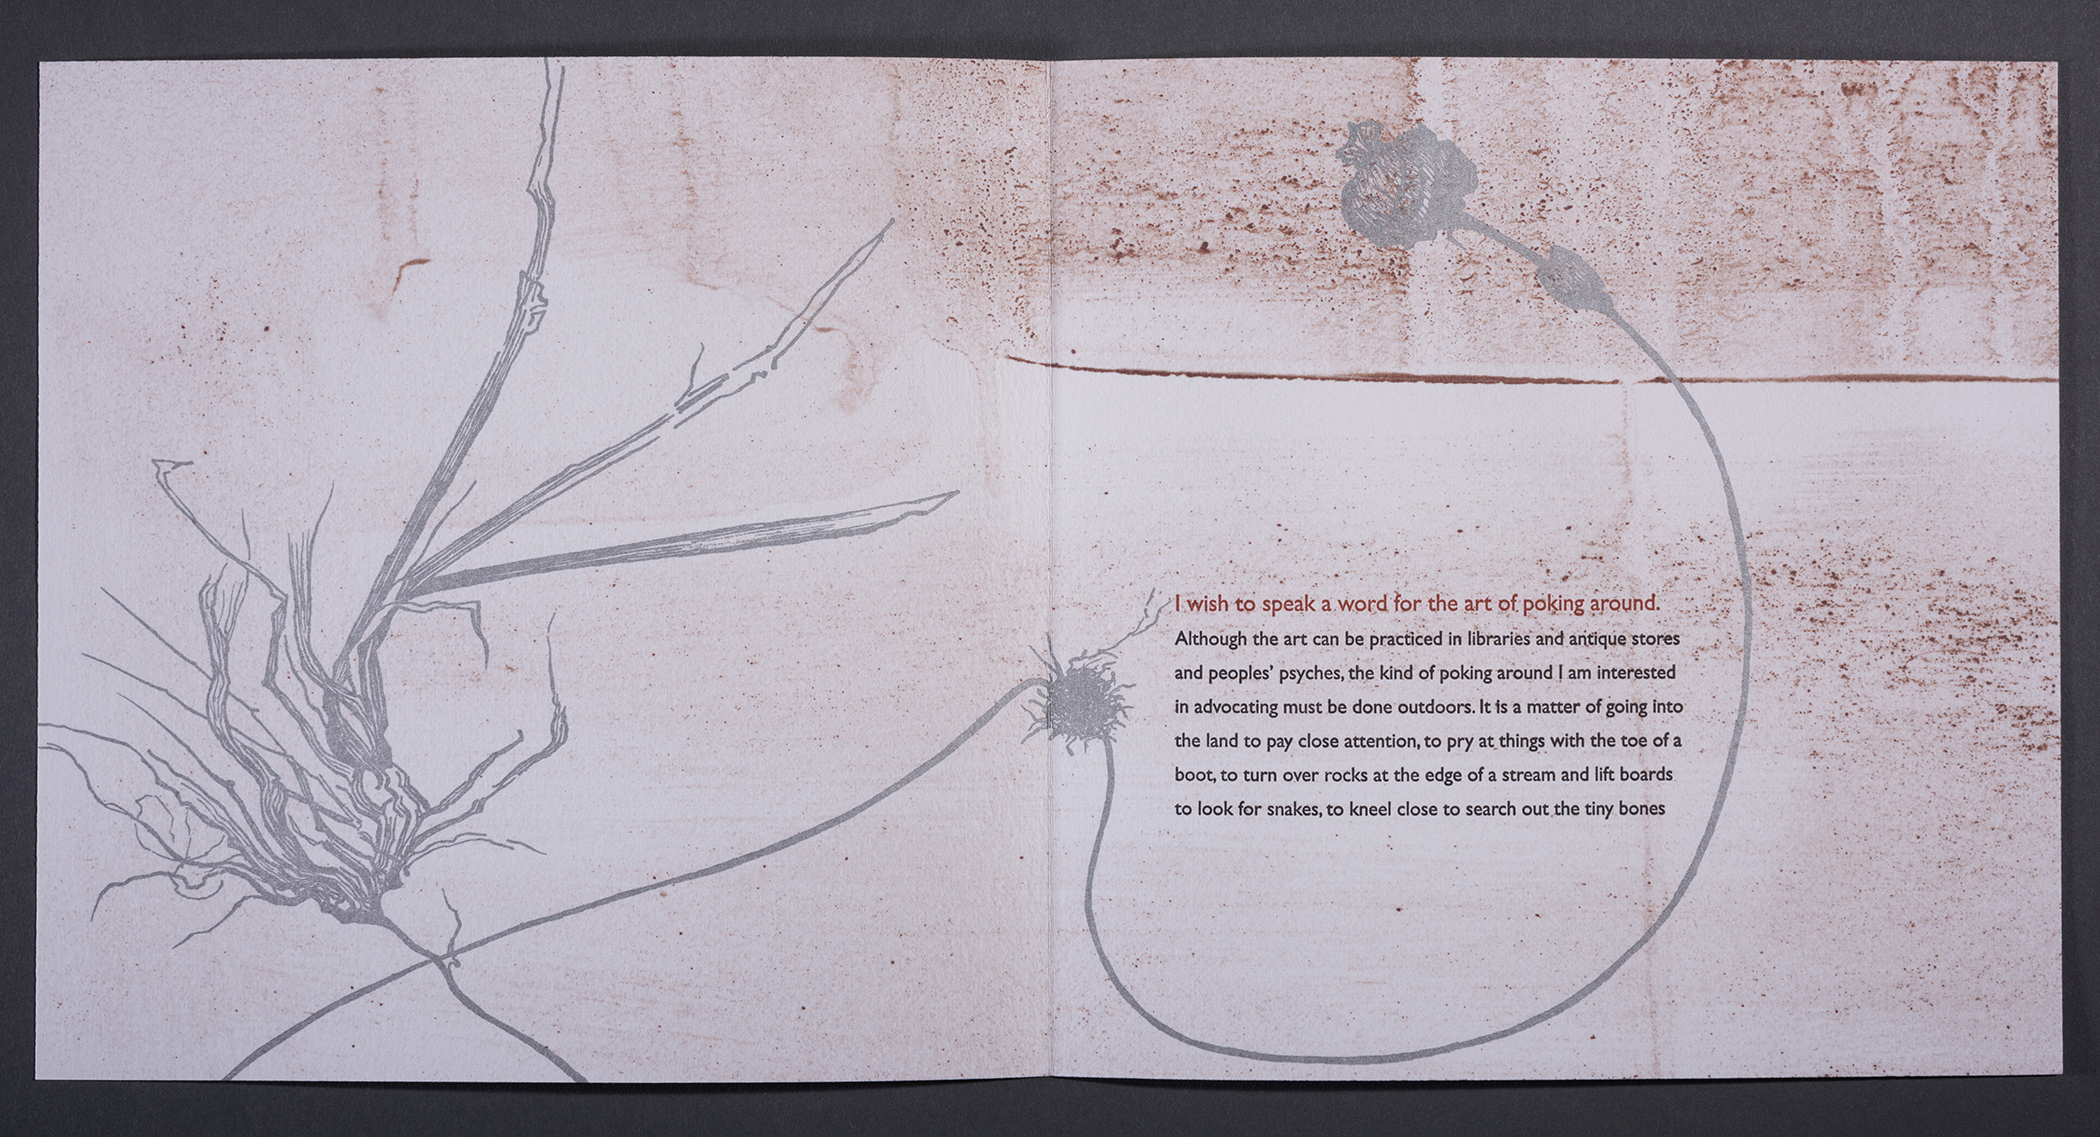 I wish to speak a word for the art of poking around.
Although the art can be practiced in libraries and antique stores
and peoples’ psyches, the kind of poking around I am interested
in advocating must be done outdoors. It is a matter of going into
the land to pay close attention, to pry at things with the toe of a
boot, to turn over rocks at the edge of a stream and lift boards
to look for snakes, to kneel close to search out the tiny bones